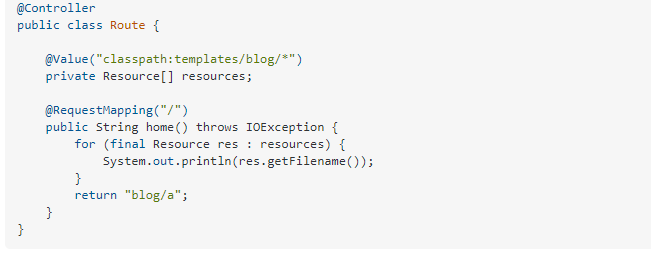 @Controller
public class Route {
@Value("classpath:templates/blog/*")
private Resource[] resources;
@RequestMapping("/")
public String home() throws IOException {
for (final Resource res : resources) {
System.out.println(res.getFilename());
}
return "blog/a";
}
}